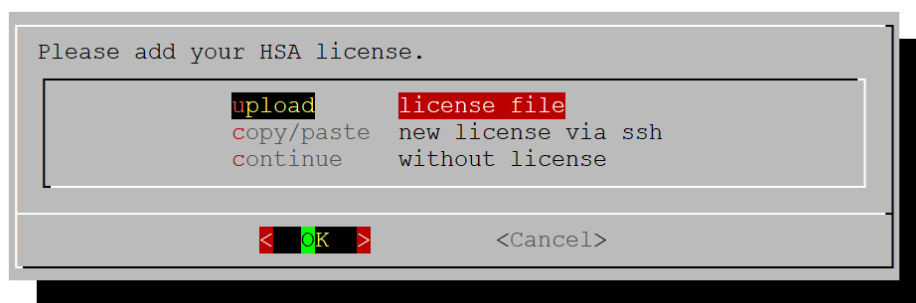 Please add your HSA license.
upload license file
copy/paste new license via ssh
continue without license
< OK > <Cancel>